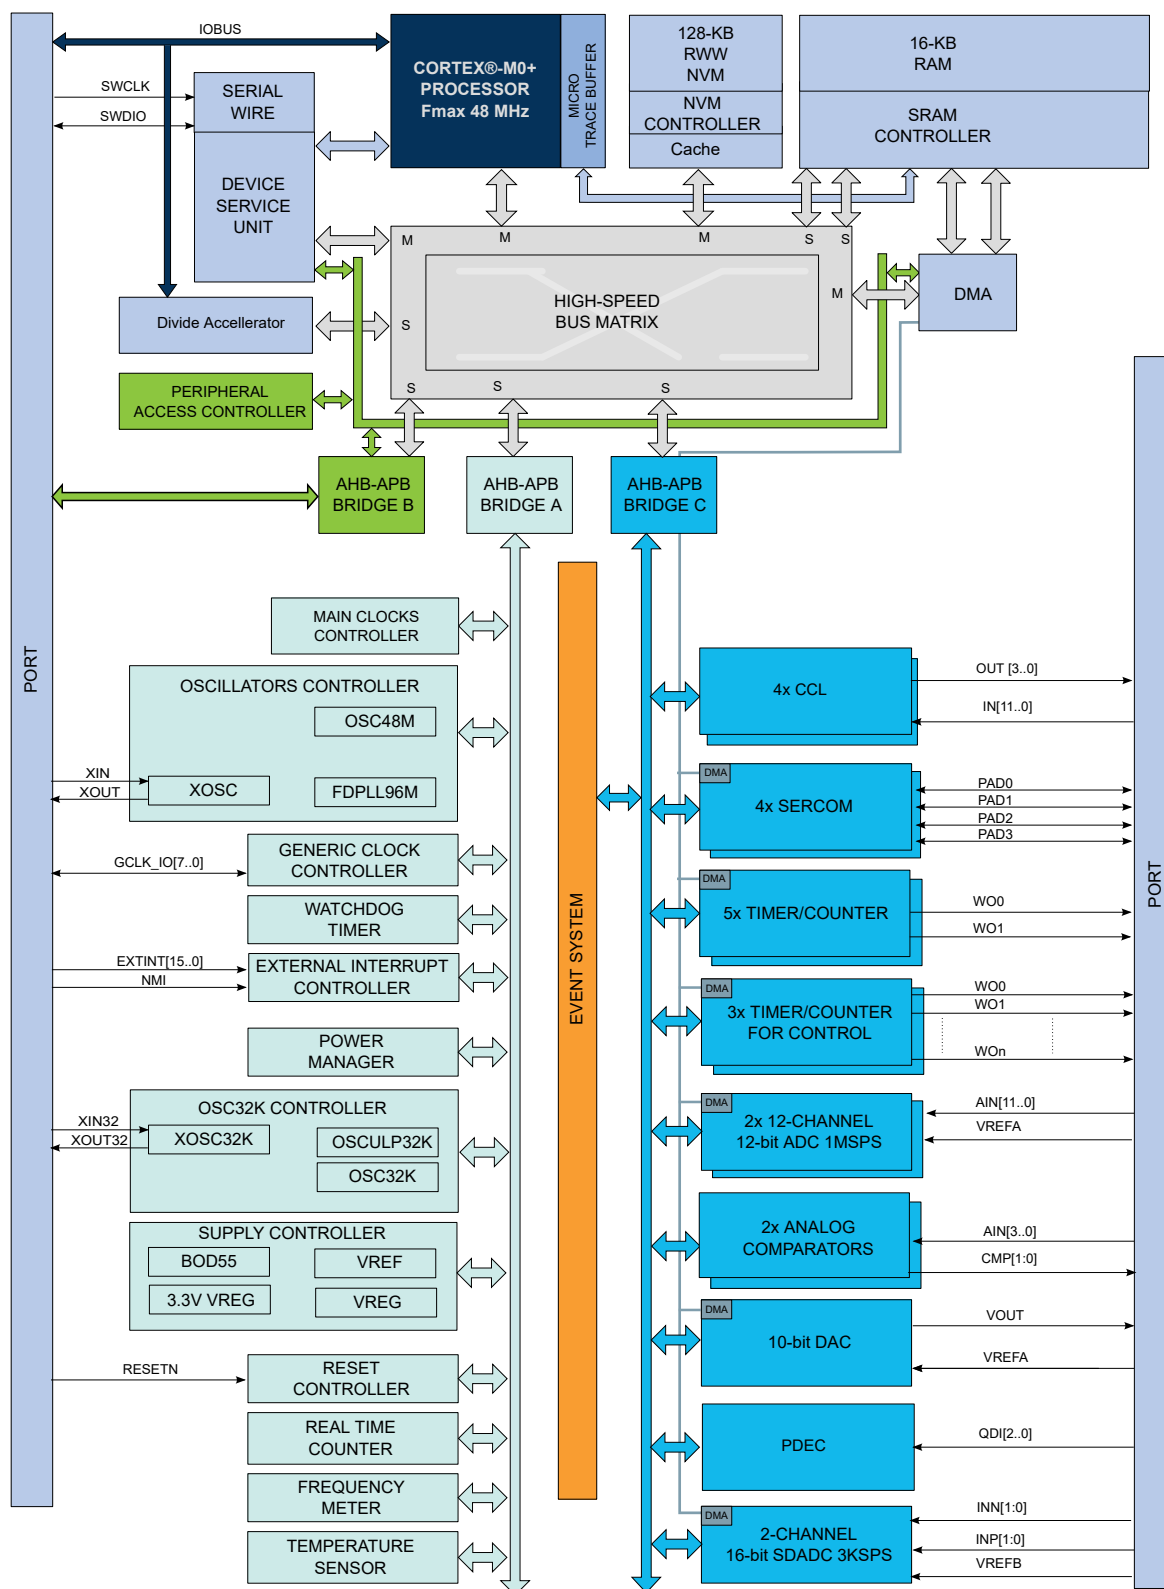 IOBUS
SWCLK
SWDIO
SERIAL
WIRE
DEVICE
SERVICE
UNIT
CORTEX®-M0+
PROCESSOR
Fmax 48 MHz
MICRO
TRACE BUFFER
128-KB
RWW
NVM
NVM
CONTROLLER
Cache
16-KB
RAM
SRAM
CONTROLLER
M
M
M
S
S
M
S
S
S
S
HIGH-SPEED
BUS MATRIX
DMA
Divide Accellerator
PERIPHERAL
ACCESS CONTROLLER
AHB-APB
BRIDGE B
AHB-APB
BRIDGE A
AHB-APB
BRIDGE C
PORT
PORT
EVENT SYSTEM
MAIN CLOCKS
CONTROLLER
OSCILLATORS CONTROLLER
OSC48M
XOSC
FDPLL96M
XIN
XOUT
GCLK_IO[7..0]
GENERIC CLOCK
CONTROLLER
WATCHDOG
TIMER
EXTINT[15..0]
NMI
EXTERNAL INTERRUPT
CONTROLLER
POWER
MANAGER
OSC32K CONTROLLER
XIN32
XOUT32
XOSC32K
OSCULP32K
OSC32K
SUPPLY CONTROLLER
BOD55
VREF
3.3V VREG
VREG
RESETN
RESET
CONTROLLER
REAL TIME
COUNTER
FREQUENCY
METER
TEMPERATURE
SENSOR
4x CCL
OUT [3..0]
IN[11..0]
DMA
4x SERCOM
PAD0
PAD1
PAD2
PAD3
DMA
5x TIMER/COUNTER
WO0
WO1
DMA
3x TIMER/COUNTER
FOR CONTROL
WO0
WO1
WOn
DMA
2x 12-CHANNEL
12-bit ADC 1MSPS
AIN[11..0]
VREFA
2x ANALOG
COMPARATORS
AIN[3..0]
CMP[1:0]
DMA
10-bit DAC
VOUT
VREFA
PDEC
QDI[2..0]
DMA
2-CHANNEL
16-bit SDADC 3KSPS
INN[1:0]
INP[1:0]
VREFB